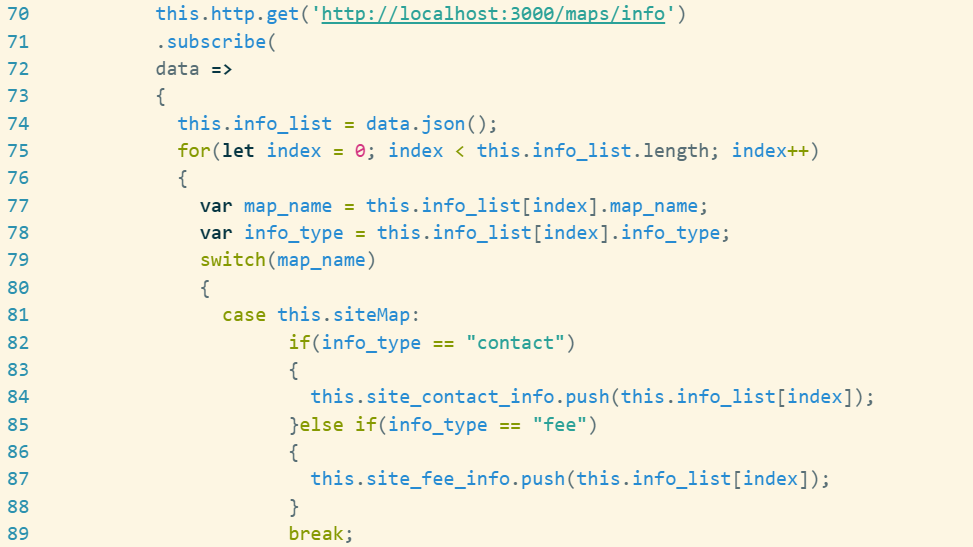 70 this.http.get('http://localhost:3000/maps/info')
71 .subscribe(
72 data =>
73 {
74 this.info_list = data.json();
75 for(let index = 0; index < this.info_list.length; index++)
76 {
77 var map_name = this.info_list[index].map_name;
78 var info_type = this.info_list[index].info_type;
79 switch(map_name)
80 {
81 case this.siteMap:
82 if(info_type == "contact")
83 {
84 this.site_contact_info.push(this.info_list[index]);
85 }else if(info_type == "fee")
86 {
87 this.site_fee_info.push(this.info_list[index]);
88 }
89 break;